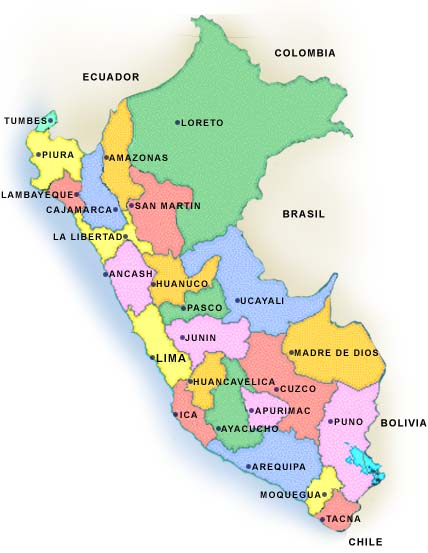 COLOMBIA
ECUADOR
TUMBES
LORETO
PIURA
AMAZONAS
LAMBAYEQUE
CAJAMARCA
SAN MARTIN
BRASIL
LA LIBERTAD
ANCASH
HUANUCO
UCAYALI
PASCO
JUNIN
LIMA
MADRE DE DIOS
HUANCAVELICA
CUZCO
ICA
APURIMAC
AYACUCHO
PUNO
BOLIVIA
AREQUIPA
MOQUEGUA
TACNA
CHILE